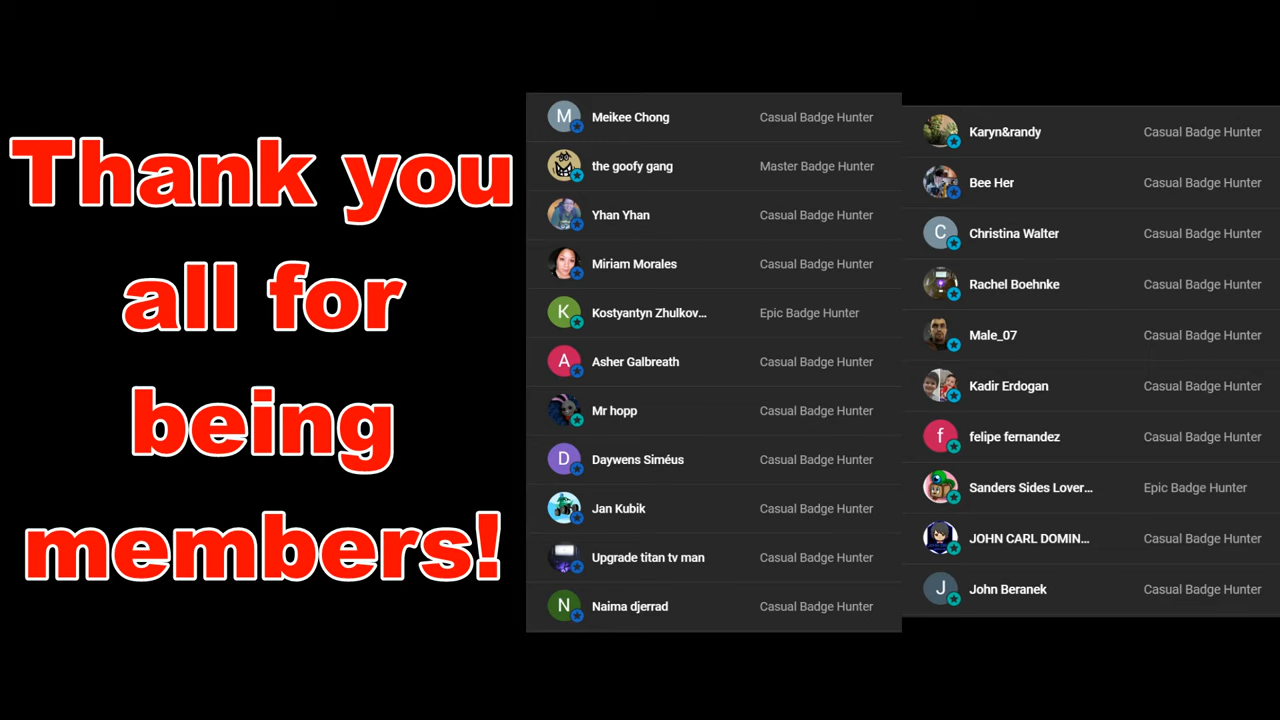 Thank you
all for
being
members!
M Meikee Chong Casual Badge Hunter
the goofy gang Master Badge Hunter
Yhan Yhan Casual Badge Hunter
Miriam Morales Casual Badge Hunter
K Kostyantyn Zhulkov... Epic Badge Hunter
A Asher Galbreath Casual Badge Hunter
Mr hopp Casual Badge Hunter
D Daywens Siméus Casual Badge Hunter
Jan Kubik Casual Badge Hunter
Upgrade titan tv man Casual Badge Hunter
N Naima djerrad Casual Badge Hunter
Karyn&randy Casual Badge Hunter
Bee Her Casual Badge Hunter
C Christina Walter Casual Badge Hunter
Rachel Boehnke Casual Badge Hunter
Male_07 Casual Badge Hunter
Kadir Erdogan Casual Badge Hunter
f felipe fernandez Casual Badge Hunter
Sanders Sides Lover... Epic Badge Hunter
JOHN CARL DOMIN... Casual Badge Hunter
J John Beranek Casual Badge Hunter